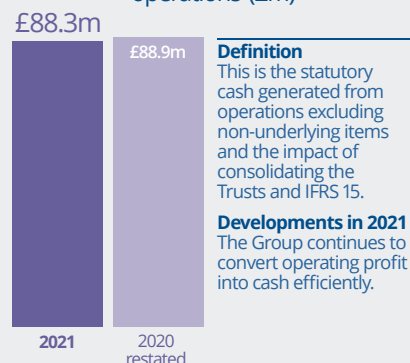 operations (£m)
£88.3m
£88.9m
Definition
This is the statutory
cash generated from
operations excluding
non-underlying items
and the impact of
consolidating the
Trusts and IFRS 15.
Developments in 2021
The Group continues to
convert operating profit
into cash efficiently.
2021
2020
restated